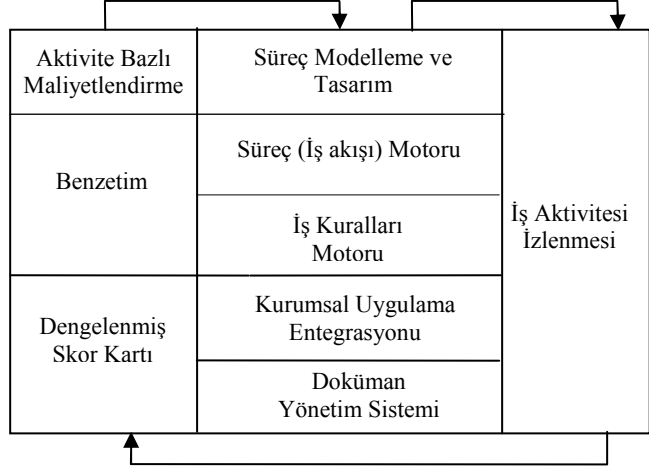 Aktivite Bazlı
Maliyetlendirme
Benzetim
Dengelenmiş
Skor Kartı
Süreç Modelleme ve
Tasarım
Süreç (İş akışı) Motoru
İş Kuralları
Motoru
Kurumsal Uygulama
Entegrasyonu
Doküman
Yönetim Sistemi
İş Aktivitesi
İzlenmesi